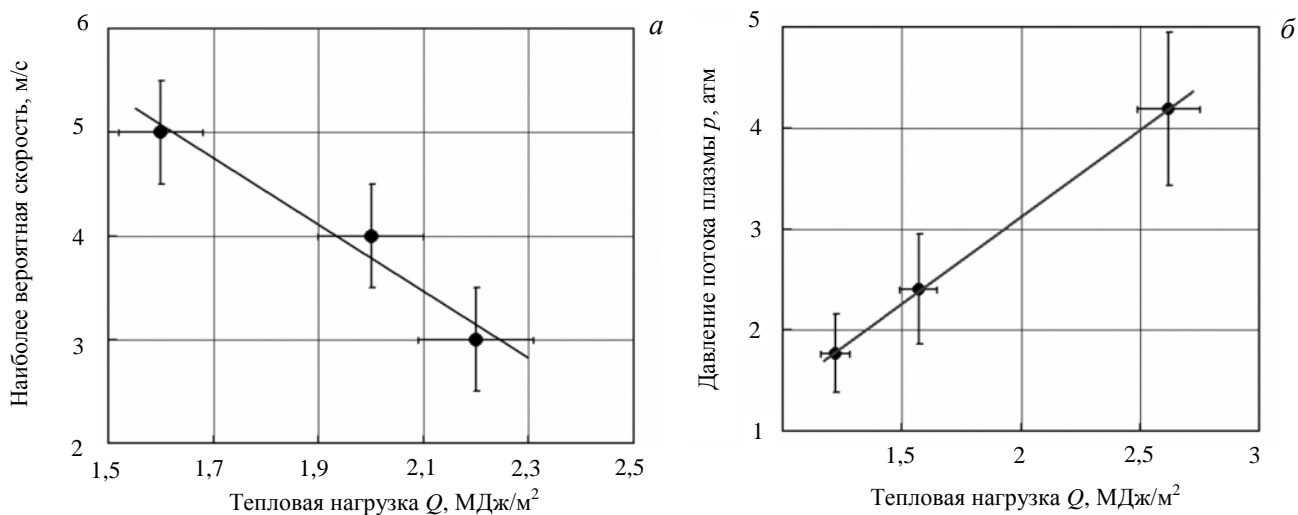 6
5
4
3
2
Наиболее вероятная скорость, м/с
1,5 1,7 1,9 2,1 2,3 2,5
Тепловая нагрузка Q, МДж/м²
а
5
4
3
2
1
Давление потока плазмы p, атм
1,5 2 2,5 3
Тепловая нагрузка Q, МДж/м²
б